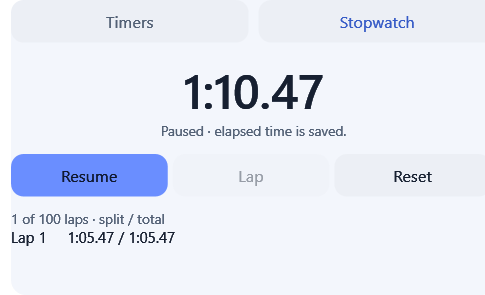 Timers Stopwatch
1:10.47
Paused · elapsed time is saved.
Resume Lap Reset
1 of 100 laps · split / total
Lap 1 1:05.47 / 1:05.47